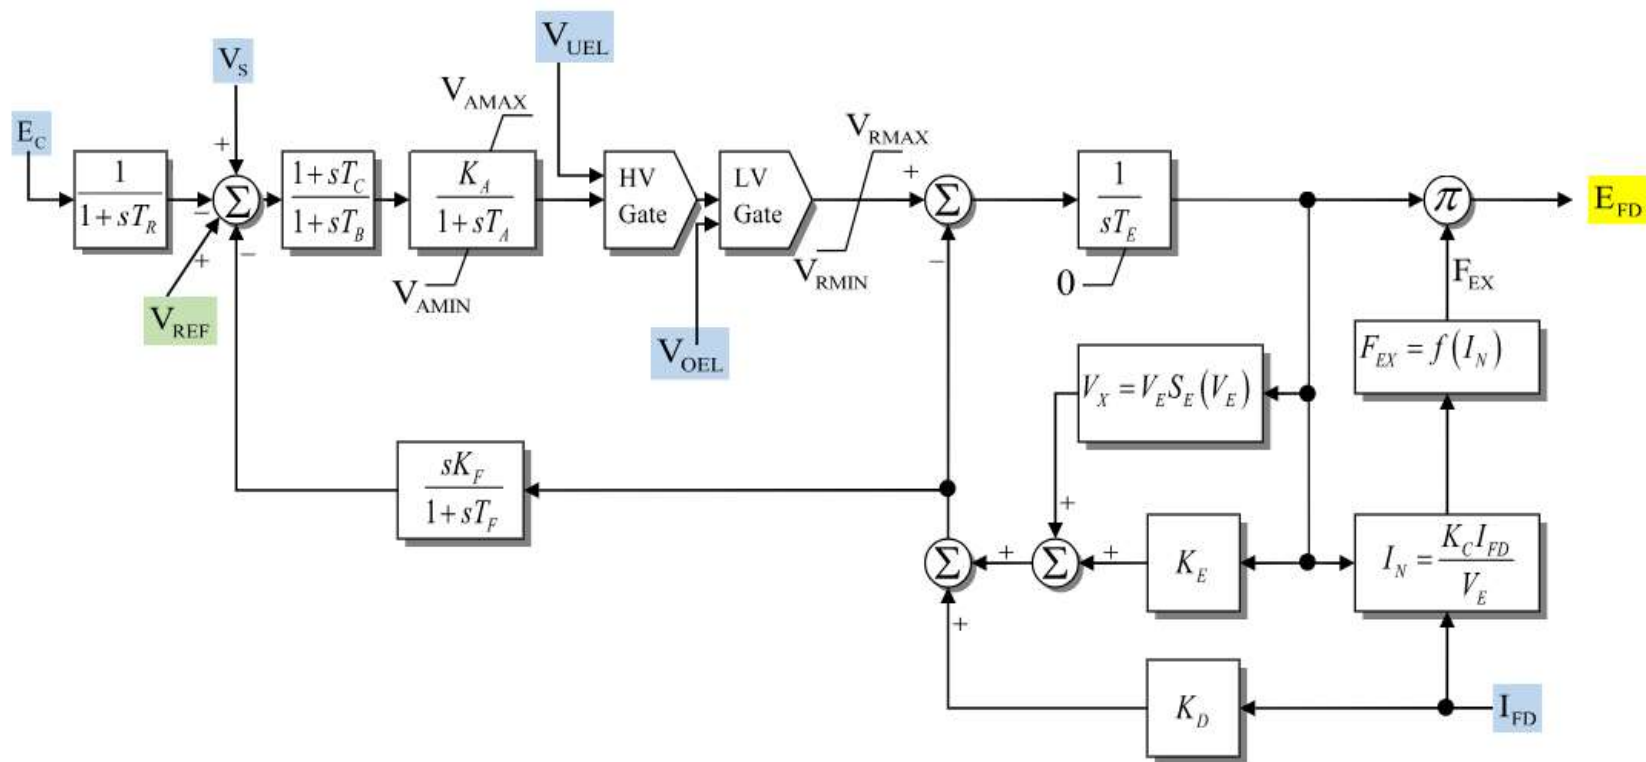 V_UEL
V_S
V_AMAX
V_RMAX
E_C
+
1
1+sT_R
−
Σ
+
−
1+sT_C
1+sT_B
K_A
1+sT_A
HV
Gate
LV
Gate
+
Σ
−
1
sT_E
π
E_FD
V_REF
V_AMIN
V_RMIN
0
F_EX
V_OEL
V_X = V_E S_E (V_E)
F_EX = f (I_N)
sK_F
1+sT_F
+
Σ
+
Σ
+
K_E
I_N = K_C I_FD
V_E
+
K_D
I_FD